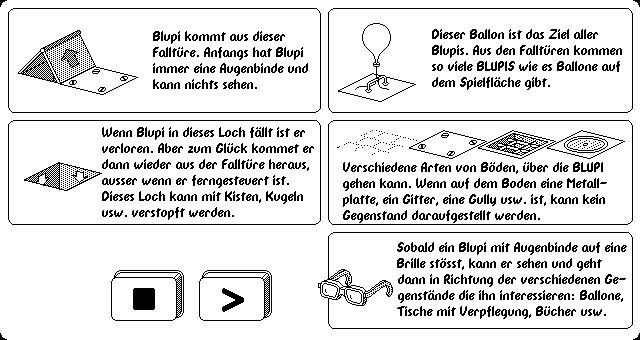 Blupi kommt aus dieser
Falltüre. Anfangs hat Blupi
immer eine Augenbinde und
kann nichts sehen.
Dieser Ballon ist das Ziel aller
Blupis. Aus den Falltüren kommen
so viele BLUPIS wie es Ballone auf
dem Spielfläche gibt.
Wenn Blupi in dieses Loch fällt ist er
verloren. Aber zum Glück kommet er
dann wieder aus der Falltüre heraus,
ausser wenn er ferngesteuert ist.
Dieses Loch kann mit Kisten, Kugeln
usw. verstopft werden.
Verschiedene Arten von Böden, über die BLUPI
gehen kann. Wenn auf dem Boden eine Metall-
platte, ein Gitter, eine Gully usw. ist, kann kein
Gegenstand daraufgestellt werden.
Sobald ein Blupi mit Augenbinde auf eine
Brille stösst, kann er sehen und geht
dann in Richtung der verschiedenen Ge-
genstände die ihn interessieren: Ballone,
Tische mit Verpflegung, Bücher usw.